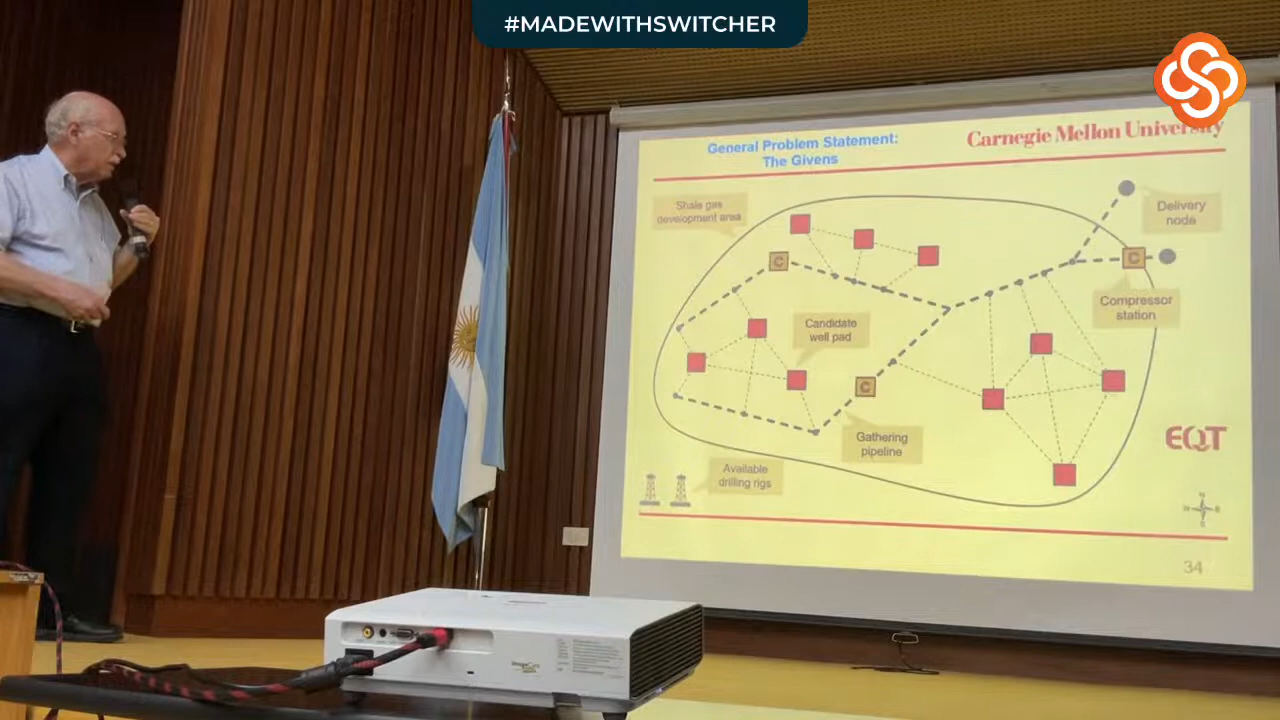 #MADEWITHSWITCHER
General Problem Statement:
The Givens
Carnegie Mellon University
Shale gas
development area
Delivery
node
C
C
Compressor
station
Candidate
well pad
C
Gathering
pipeline
EQT
Available
drilling rigs
N
W E
S
34